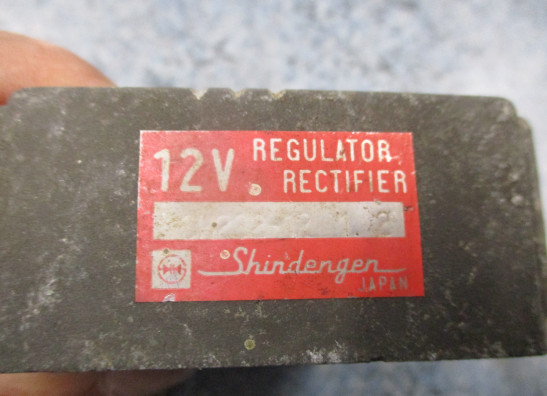 12V REGULATOR
RECTIFIER
Shindengen
JAPAN